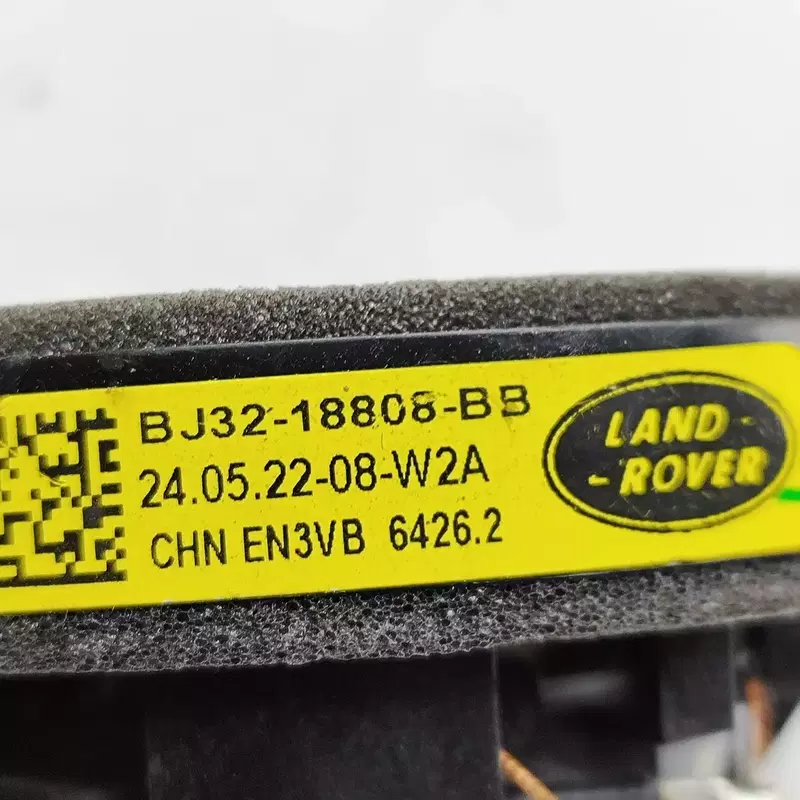 BJ32-18808-BB
24.05.22-08-W2A
CHN EN3VB 6426.2
LAND -
- ROVER